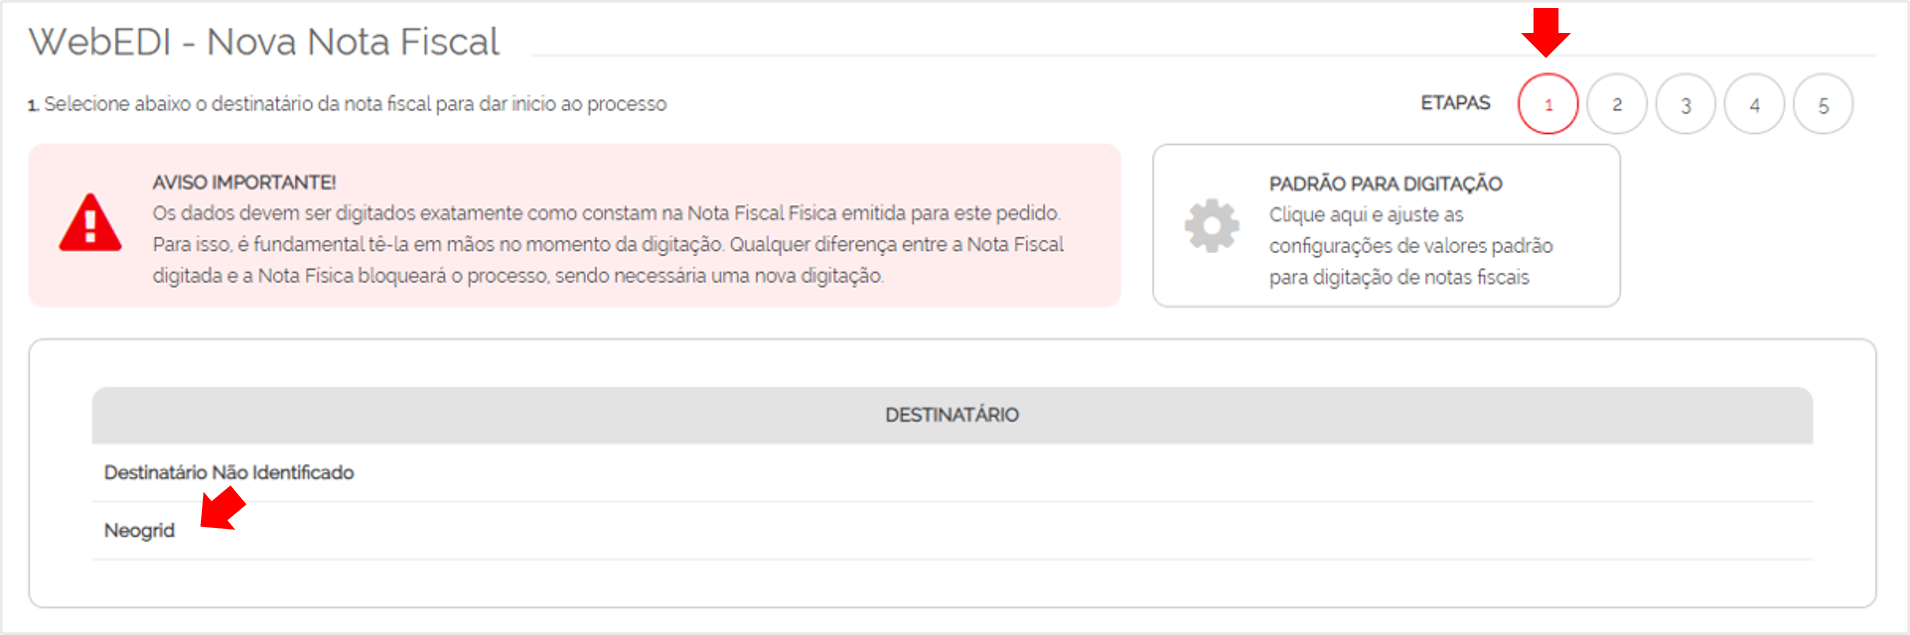 WebEDI - Nova Nota Fiscal
1. Selecione abaixo o destinatário da nota fiscal para dar inicio ao processo
ETAPAS 1 2 3 4 5
AVISO IMPORTANTE!
Os dados devem ser digitados exatamente como constam na Nota Fiscal Física emitida para este pedido.
Para isso, é fundamental tê-la em mãos no momento da digitação. Qualquer diferença entre a Nota Fiscal
digitada e a Nota Física bloqueará o processo, sendo necessária uma nova digitação.
PADRÃO PARA DIGITAÇÃO
Clique aqui e ajuste as
configurações de valores padrão
para digitação de notas fiscais
DESTINATÁRIO
Destinatário Não Identificado
Neogrid